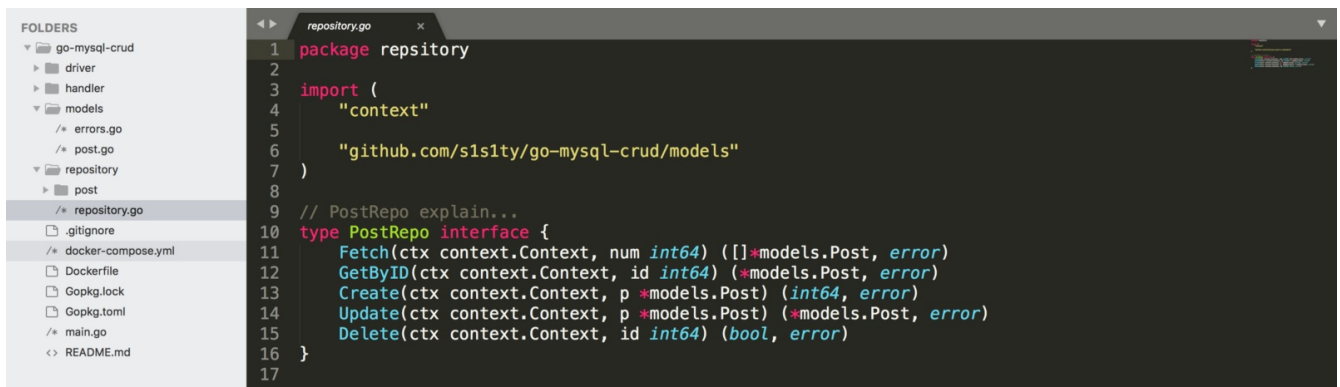 FOLDERS
go-mysql-crud
driver
handler
models
/* errors.go
/* post.go
repository
post
/* repository.go
.gitignore
/* docker-compose.yml
Dockerfile
Gopkg.lock
Gopkg.toml
/* main.go
<> README.md
repository.go ×
1 package repsitory
2
3 import (
4     "context"
5
6     "github.com/s1s1ty/go-mysql-crud/models"
7 )
8
9 // PostRepo explain...
10 type PostRepo interface {
11     Fetch(ctx context.Context, num int64) ([]*models.Post, error)
12     GetByID(ctx context.Context, id int64) (*models.Post, error)
13     Create(ctx context.Context, p *models.Post) (int64, error)
14     Update(ctx context.Context, p *models.Post) (*models.Post, error)
15     Delete(ctx context.Context, id int64) (bool, error)
16 }
17